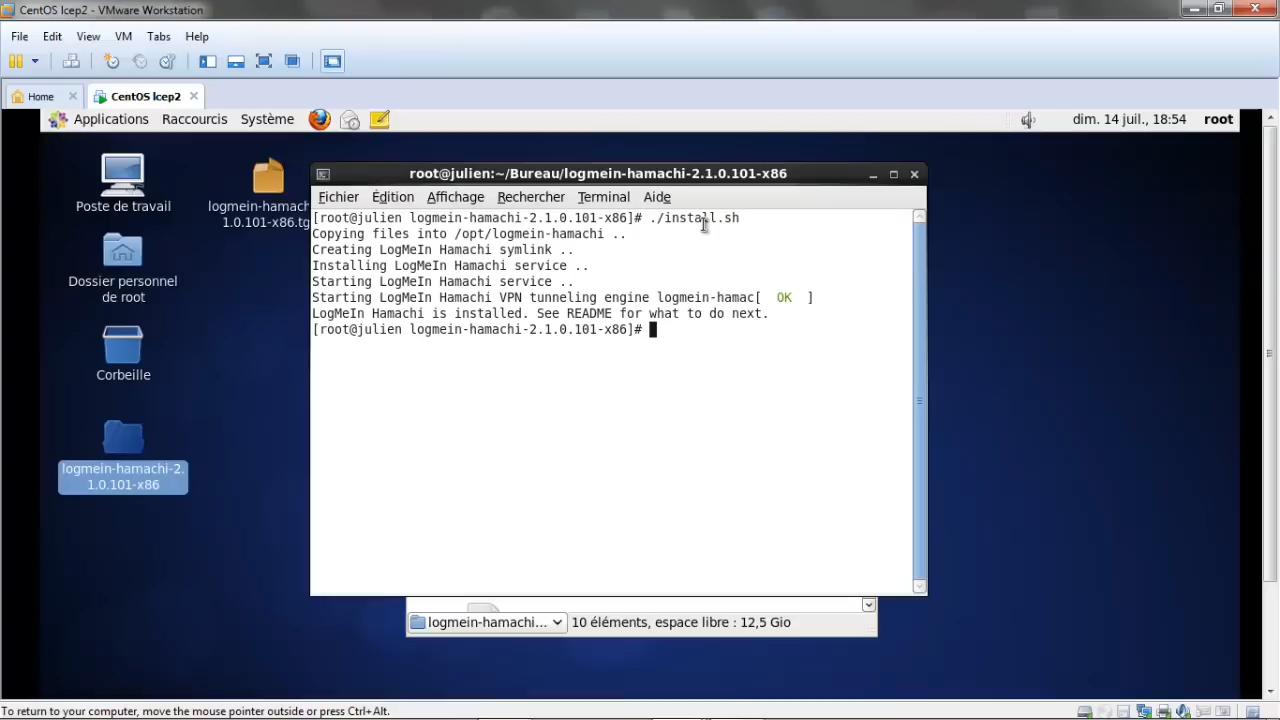 CentOS lcep2 - VMware Workstation
File Edit View VM Tabs Help
Home CentOS lcep2
Applications Raccourcis Système dim. 14 juil., 18:54 root
Poste de travail
logmein-hamachi-2.1.0.101-x86.tg
Dossier personnel
de root
Corbeille
logmein-hamachi-2.
1.0.101-x86
root@julien:~/Bureau/logmein-hamachi-2.1.0.101-x86
Fichier Édition Affichage Rechercher Terminal Aide
[root@julien logmein-hamachi-2.1.0.101-x86]# ./install.sh
Copying files into /opt/logmein-hamachi ..
Creating LogMeIn Hamachi symlink ..
Installing LogMeIn Hamachi service ..
Starting LogMeIn Hamachi service ..
Starting LogMeIn Hamachi VPN tunneling engine logmein-hamac[ OK ]
LogMeIn Hamachi is installed. See README for what to do next.
[root@julien logmein-hamachi-2.1.0.101-x86]#
logmein-hamachi... 10 éléments, espace libre : 12,5 Gio
To return to your computer, move the mouse pointer outside or press Ctrl+Alt.